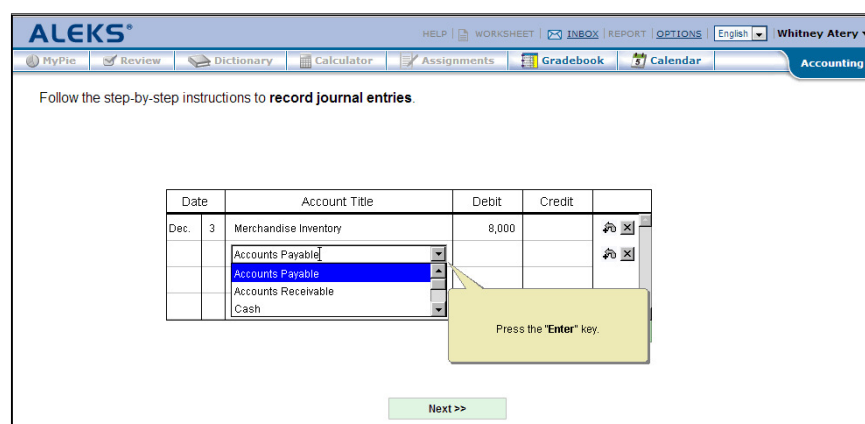 ALEKS®
HELP | WORKSHEET | INBOX | REPORT | OPTIONS | English | Whitney Atery
MyPie Review Dictionary Calculator Assignments Gradebook Calendar Accounting
Follow the step-by-step instructions to record journal entries.
Date Account Title Debit Credit
Dec. 3 Merchandise Inventory 8,000
Accounts Payable
Accounts Payable
Accounts Receivable
Cash
Press the "Enter" key.
Next >>